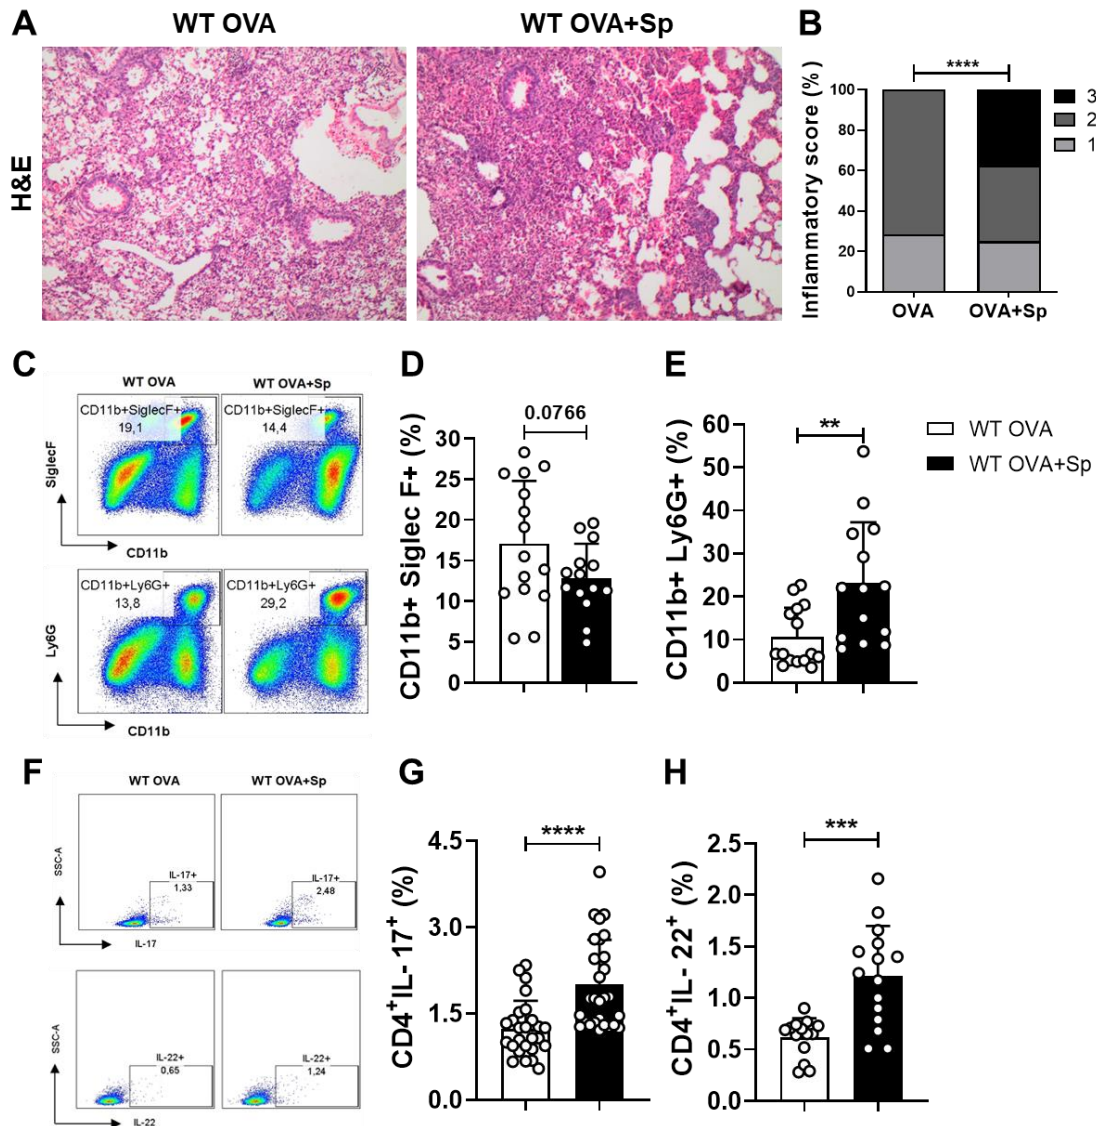 A
WT OVA
WT OVA+Sp
H&E
B
****
Inflammatory score (%)
100
80
60
40
20
0
OVA
OVA+Sp
3
2
1
C
WT OVA
WT OVA+Sp
CD11b+SiglecF+
19,1
CD11b+SiglecF+
14,4
SiglecF
CD11b
CD11b+Ly6G+
13,8
CD11b+Ly6G+
29,2
Ly6G
CD11b
D
0.0766
CD11b+ Siglec F+ (%)
30
25
20
15
10
5
0
E
**
CD11b+ Ly6G+ (%)
60
50
40
30
20
10
0
WT OVA
WT OVA+Sp
F
WT OVA
WT OVA+Sp
SSC-A
IL-17+
1,33
IL-17+
2,48
IL-17
SSC-A
IL-22+
0,65
IL-22+
1,24
IL-22
G
****
CD4+IL- 17+ (%)
4.5
3.0
1.5
0.0
H
***
CD4+IL- 22+ (%)
2.5
2.0
1.5
1.0
0.5
0.0